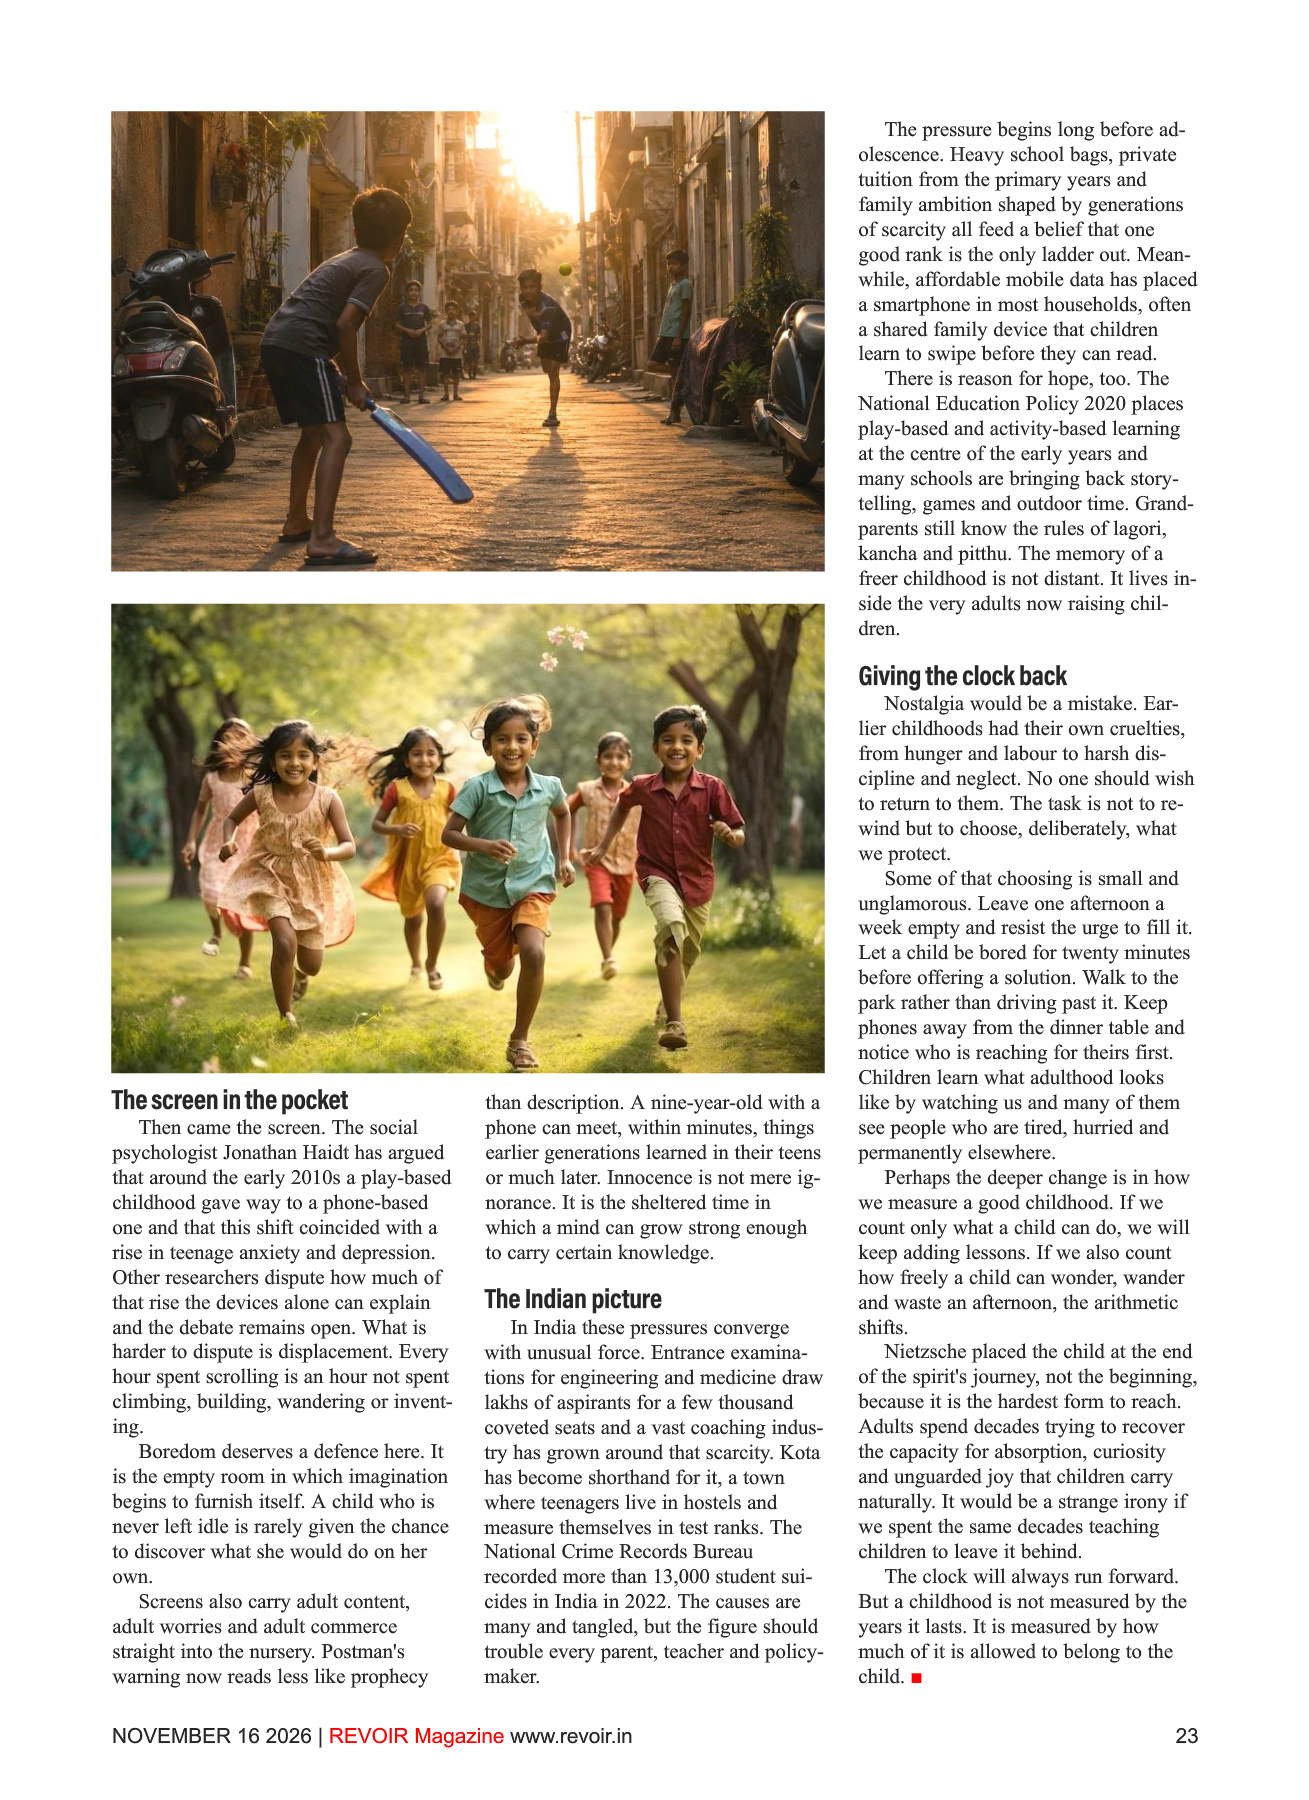 The screen in the pocket
Then came the screen. The social
psychologist Jonathan Haidt has argued
that around the early 2010s a play-based
childhood gave way to a phone-based
one and that this shift coincided with a
rise in teenage anxiety and depression.
Other researchers dispute how much of
that rise the devices alone can explain
and the debate remains open. What is
harder to dispute is displacement. Every
hour spent scrolling is an hour not spent
climbing, building, wandering or invent-
ing.
Boredom deserves a defence here. It
is the empty room in which imagination
begins to furnish itself. A child who is
never left idle is rarely given the chance
to discover what she would do on her
own.
Screens also carry adult content,
adult worries and adult commerce
straight into the nursery. Postman's
warning now reads less like prophecy
than description. A nine-year-old with a
phone can meet, within minutes, things
earlier generations learned in their teens
or much later. Innocence is not mere ig-
norance. It is the sheltered time in
which a mind can grow strong enough
to carry certain knowledge.
The Indian picture
In India these pressures converge
with unusual force. Entrance examina-
tions for engineering and medicine draw
lakhs of aspirants for a few thousand
coveted seats and a vast coaching indus-
try has grown around that scarcity. Kota
has become shorthand for it, a town
where teenagers live in hostels and
measure themselves in test ranks. The
National Crime Records Bureau
recorded more than 13,000 student sui-
cides in India in 2022. The causes are
many and tangled, but the figure should
trouble every parent, teacher and policy-
maker.
The pressure begins long before ad-
olescence. Heavy school bags, private
tuition from the primary years and
family ambition shaped by generations
of scarcity all feed a belief that one
good rank is the only ladder out. Mean-
while, affordable mobile data has placed
a smartphone in most households, often
a shared family device that children
learn to swipe before they can read.
There is reason for hope, too. The
National Education Policy 2020 places
play-based and activity-based learning
at the centre of the early years and
many schools are bringing back story-
telling, games and outdoor time. Grand-
parents still know the rules of lagori,
kancha and pitthu. The memory of a
freer childhood is not distant. It lives in-
side the very adults now raising chil-
dren.
Giving the clock back
Nostalgia would be a mistake. Ear-
lier childhoods had their own cruelties,
from hunger and labour to harsh dis-
cipline and neglect. No one should wish
to return to them. The task is not to re-
wind but to choose, deliberately, what
we protect.
Some of that choosing is small and
unglamorous. Leave one afternoon a
week empty and resist the urge to fill it.
Let a child be bored for twenty minutes
before offering a solution. Walk to the
park rather than driving past it. Keep
phones away from the dinner table and
notice who is reaching for theirs first.
Children learn what adulthood looks
like by watching us and many of them
see people who are tired, hurried and
permanently elsewhere.
Perhaps the deeper change is in how
we measure a good childhood. If we
count only what a child can do, we will
keep adding lessons. If we also count
how freely a child can wonder, wander
and waste an afternoon, the arithmetic
shifts.
Nietzsche placed the child at the end
of the spirit's journey, not the beginning,
because it is the hardest form to reach.
Adults spend decades trying to recover
the capacity for absorption, curiosity
and unguarded joy that children carry
naturally. It would be a strange irony if
we spent the same decades teaching
children to leave it behind.
The clock will always run forward.
But a childhood is not measured by the
years it lasts. It is measured by how
much of it is allowed to belong to the
child.
NOVEMBER 16 2026 | REVOIR Magazine www.revoir.in
23